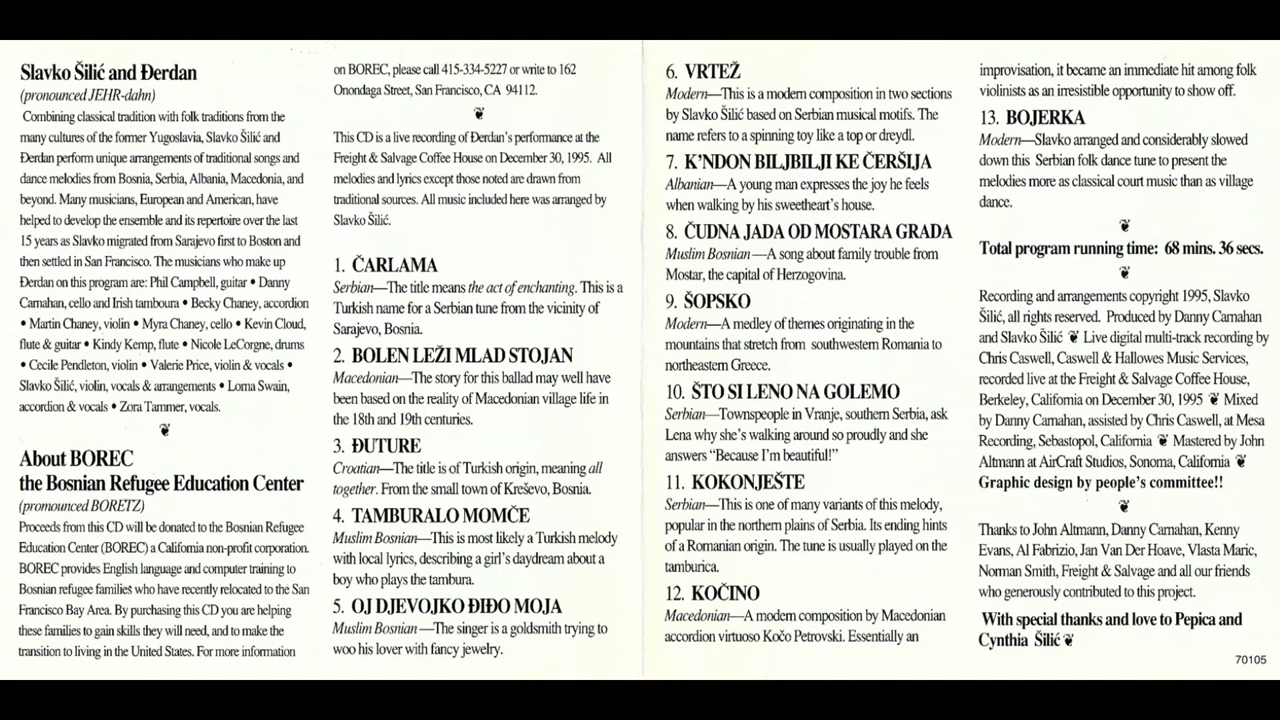 Slavko Šilić and Đerdan
(pronounced JEHR-dahn)
Combining classical tradition with folk traditions from the
many cultures of the former Yugoslavia, Slavko Šilić and
Đerdan perform unique arrangements of traditional songs and
dance melodies from Bosnia, Serbia, Albania, Macedonia, and
beyond. Many musicians, European and American, have
helped to develop the ensemble and its repertoire over the last
15 years as Slavko migrated from Sarajevo first to Boston and
then settled in San Francisco. The musicians who make up
Đerdan on this program are: Phil Campbell, guitar • Danny
Carnahan, cello and Irish tamboura • Becky Chaney, accordion
• Martin Chaney, violin • Myra Chaney, cello • Kevin Cloud,
flute & guitar • Kindy Kemp, flute • Nicole LeCorgne, drums
• Cecile Pendleton, violin • Valerie Price, violin & vocals •
Slavko Šilić, violin, vocals & arrangements • Lorna Swain,
accordion & vocals • Zora Tammer, vocals.
❦
About BOREC
the Bosnian Refugee Education Center
(pronounced BORETZ)
Proceeds from this CD will be donated to the Bosnian Refugee
Education Center (BOREC) a California non-profit corporation.
BOREC provides English language and computer training to
Bosnian refugee families who have recently relocated to the San
Francisco Bay Area. By purchasing this CD you are helping
these families to gain skills they will need, and to make the
transition to living in the United States. For more information
on BOREC, please call 415-334-5227 or write to 162
Onondaga Street, San Francisco, CA 94112.
❦
This CD is a live recording of Đerdan's performance at the
Freight & Salvage Coffee House on December 30, 1995. All
melodies and lyrics except those noted are drawn from
traditional sources. All music included here was arranged by
Slavko Šilić.
1. ČARLAMA
Serbian—The title means the act of enchanting. This is a
Turkish name for a Serbian tune from the vicinity of
Sarajevo, Bosnia.
2. BOLEN LEŽI MLAD STOJAN
Macedonian—The story for this ballad may well have
been based on the reality of Macedonian village life in
the 18th and 19th centuries.
3. ĐUTURE
Croatian—The title is of Turkish origin, meaning all
together. From the small town of Kreševo, Bosnia.
4. TAMBURALO MOMČE
Muslim Bosnian—This is most likely a Turkish melody
with local lyrics, describing a girl's daydream about a
boy who plays the tambura.
5. OJ DJEVOJKO ĐIĐO MOJA
Muslim Bosnian—The singer is a goldsmith trying to
woo his lover with fancy jewelry.
6. VRTEŽ
Modern—This is a modern composition in two sections
by Slavko Šilić based on Serbian musical motifs. The
name refers to a spinning toy like a top or dreydl.
7. K'NDON BILJBILJI KE ČERŠIJA
Albanian—A young man expresses the joy he feels
when walking by his sweetheart's house.
8. ČUDNA JADA OD MOSTARA GRADA
Muslim Bosnian—A song about family trouble from
Mostar, the capital of Herzogovina.
9. ŠOPSKO
Modern—A medley of themes originating in the
mountains that stretch from southwestern Romania to
northeastern Greece.
10. ŠTO SI LENO NA GOLEMO
Serbian—Townspeople in Vranje, southern Serbia, ask
Lena why she's walking around so proudly and she
answers "Because I'm beautiful!"
11. KOKONJEŠTE
Serbian—This is one of many variants of this melody,
popular in the northern plains of Serbia. Its ending hints
of a Romanian origin. The tune is usually played on the
tamburica.
12. KOČINO
Macedonian—A modern composition by Macedonian
accordion virtuoso Kočo Petrovski. Essentially an
improvisation, it became an immediate hit among folk
violinists as an irresistible opportunity to show off.
13. BOJERKA
Modern—Slavko arranged and considerably slowed
down this Serbian folk dance tune to present the
melodies more as classical court music than as village
dance.
❦
Total program running time: 68 mins. 36 secs.
❦
Recording and arrangements copyright 1995, Slavko
Šilić, all rights reserved. Produced by Danny Carnahan
and Slavko Šilić ❦ Live digital multi-track recording by
Chris Caswell, Caswell & Hallowes Music Services,
recorded live at the Freight & Salvage Coffee House,
Berkeley, California on December 30, 1995 ❦ Mixed
by Danny Carnahan, assisted by Chris Caswell, at Mesa
Recording, Sebastopol, California ❦ Mastered by John
Altmann at AirCraft Studios, Sonoma, California ❦
Graphic design by people's committee!!
❦
Thanks to John Altmann, Danny Carnahan, Kenny
Evans, Al Fabrizio, Jan Van Der Hoave, Vlasta Maric,
Norman Smith, Freight & Salvage and all our friends
who generously contributed to this project.
With special thanks and love to Pepica and
Cynthia Šilić ❦
70105